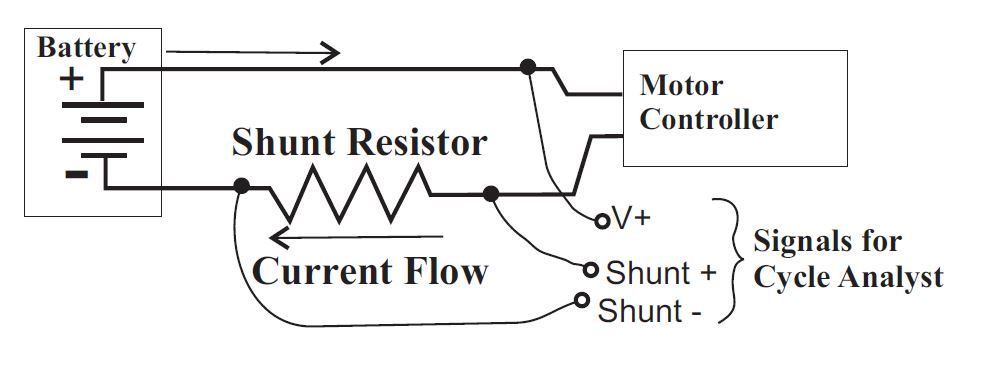 Battery
+
-
Motor
Controller
Shunt Resistor
Current Flow
V+
Shunt +
Shunt -
Signals for
Cycle Analyst